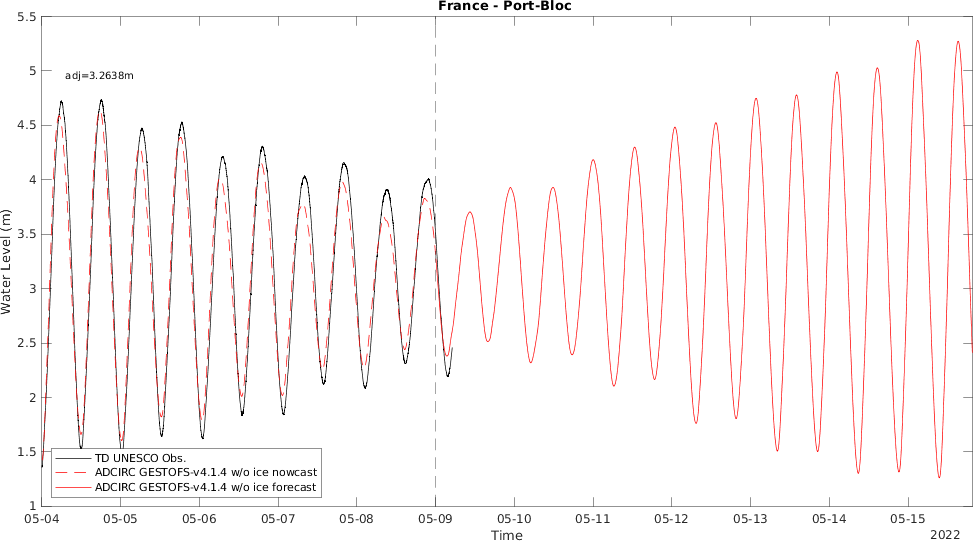 France - Port-Bloc
5.5
5
4.5
4
3.5
3
2.5
2
1.5
1
Water Level (m)
adj=3.2638m
TD UNESCO Obs.
ADCIRC GESTOFS-v4.1.4 w/o ice nowcast
ADCIRC GESTOFS-v4.1.4 w/o ice forecast
05-04 05-05 05-06 05-07 05-08 05-09 05-10 05-11 05-12 05-13 05-14 05-15
Time
2022